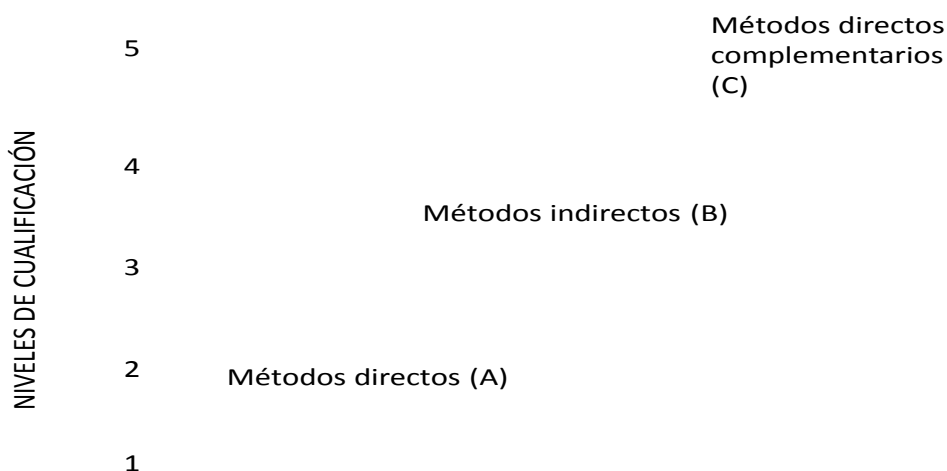 Métodos directos
complementarios
(C)
5
4
Métodos indirectos (B)
3
2
Métodos directos (A)
1
NIVELES DE CUALIFICACIÓN